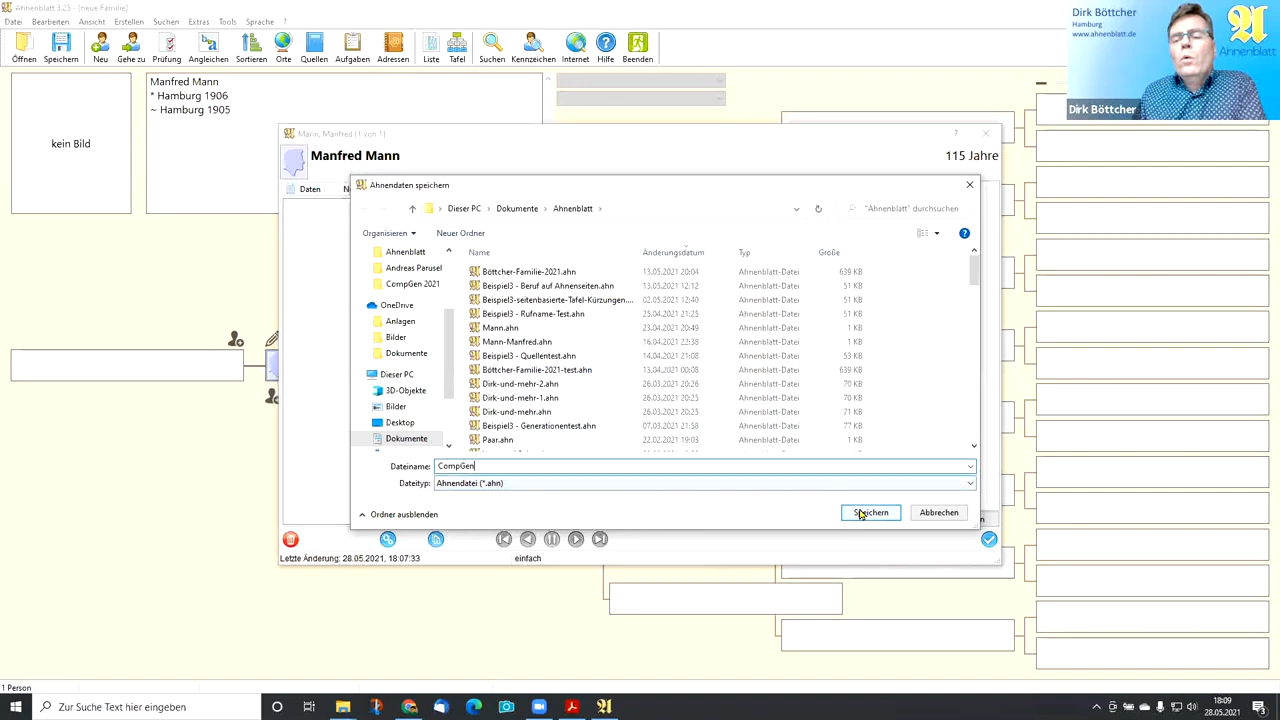 Ahnenblatt 3.25 - [neue Familie]
Datei Bearbeiten Ansicht Erstellen Suchen Extras Tools Sprache ?
Öffnen Speichern Neu Gehe zu Prüfung Angleichen Sortieren Orte Quellen Aufgaben Adressen Liste Tafel Suchen Kennzeichen Internet Hilfe Beenden
Dirk Böttcher
Hamburg
www.ahnenblatt.de
Ahnenblatt
Dirk Böttcher
kein Bild
Manfred Mann
* Hamburg 1906
~ Hamburg 1905
Mann, Manfred (1 von 1)
?
Manfred Mann
115 Jahre
Daten
Ahnendaten speichern
Dieser PC > Dokumente > Ahnenblatt >
"Ahnenblatt" durchsuchen
Organisieren Neuer Ordner
Ahnenblatt
Andreas Parusel
CompGen 2021
OneDrive
Anlagen
Bilder
Dokumente
Dieser PC
3D-Objekte
Bilder
Desktop
Dokumente
Name Änderungsdatum Typ Größe
Böttcher-Familie-2021.ahn 13.05.2021 20:04 Ahnenblatt-Datei 639 KB
Beispiel3 - Beruf auf Ahnenseiten.ahn 13.05.2021 12:12 Ahnenblatt-Datei 51 KB
Beispiel3-seitenbasierte-Tafel-Kürzungen.... 02.05.2021 12:40 Ahnenblatt-Datei 51 KB
Beispiel3 - Rufname-Test.ahn 25.04.2021 21:25 Ahnenblatt-Datei 51 KB
Mann.ahn 23.04.2021 20:49 Ahnenblatt-Datei 1 KB
Mann-Manfred.ahn 16.04.2021 22:38 Ahnenblatt-Datei 1 KB
Beispiel3 - Quellentest.ahn 14.04.2021 21:08 Ahnenblatt-Datei 53 KB
Böttcher-Familie-2021-test.ahn 13.04.2021 00:08 Ahnenblatt-Datei 639 KB
Dirk-und-mehr-2.ahn 26.03.2021 20:26 Ahnenblatt-Datei 70 KB
Dirk-und-mehr-1.ahn 26.03.2021 20:25 Ahnenblatt-Datei 70 KB
Dirk-und-mehr.ahn 26.03.2021 20:25 Ahnenblatt-Datei 71 KB
Beispiel3 - Generationentest.ahn 07.03.2021 21:58 Ahnenblatt-Datei 77 KB
Paar.ahn 22.02.2021 19:03 Ahnenblatt-Datei 1 KB
Dateiname: CompGen
Dateityp: Ahnendatei (*.ahn)
Ordner ausblenden
Speichern Abbrechen
Letzte Änderung: 28.05.2021, 18:07:33
einfach
1 Person
Zur Suche Text hier eingeben
18:09
28.05.2021